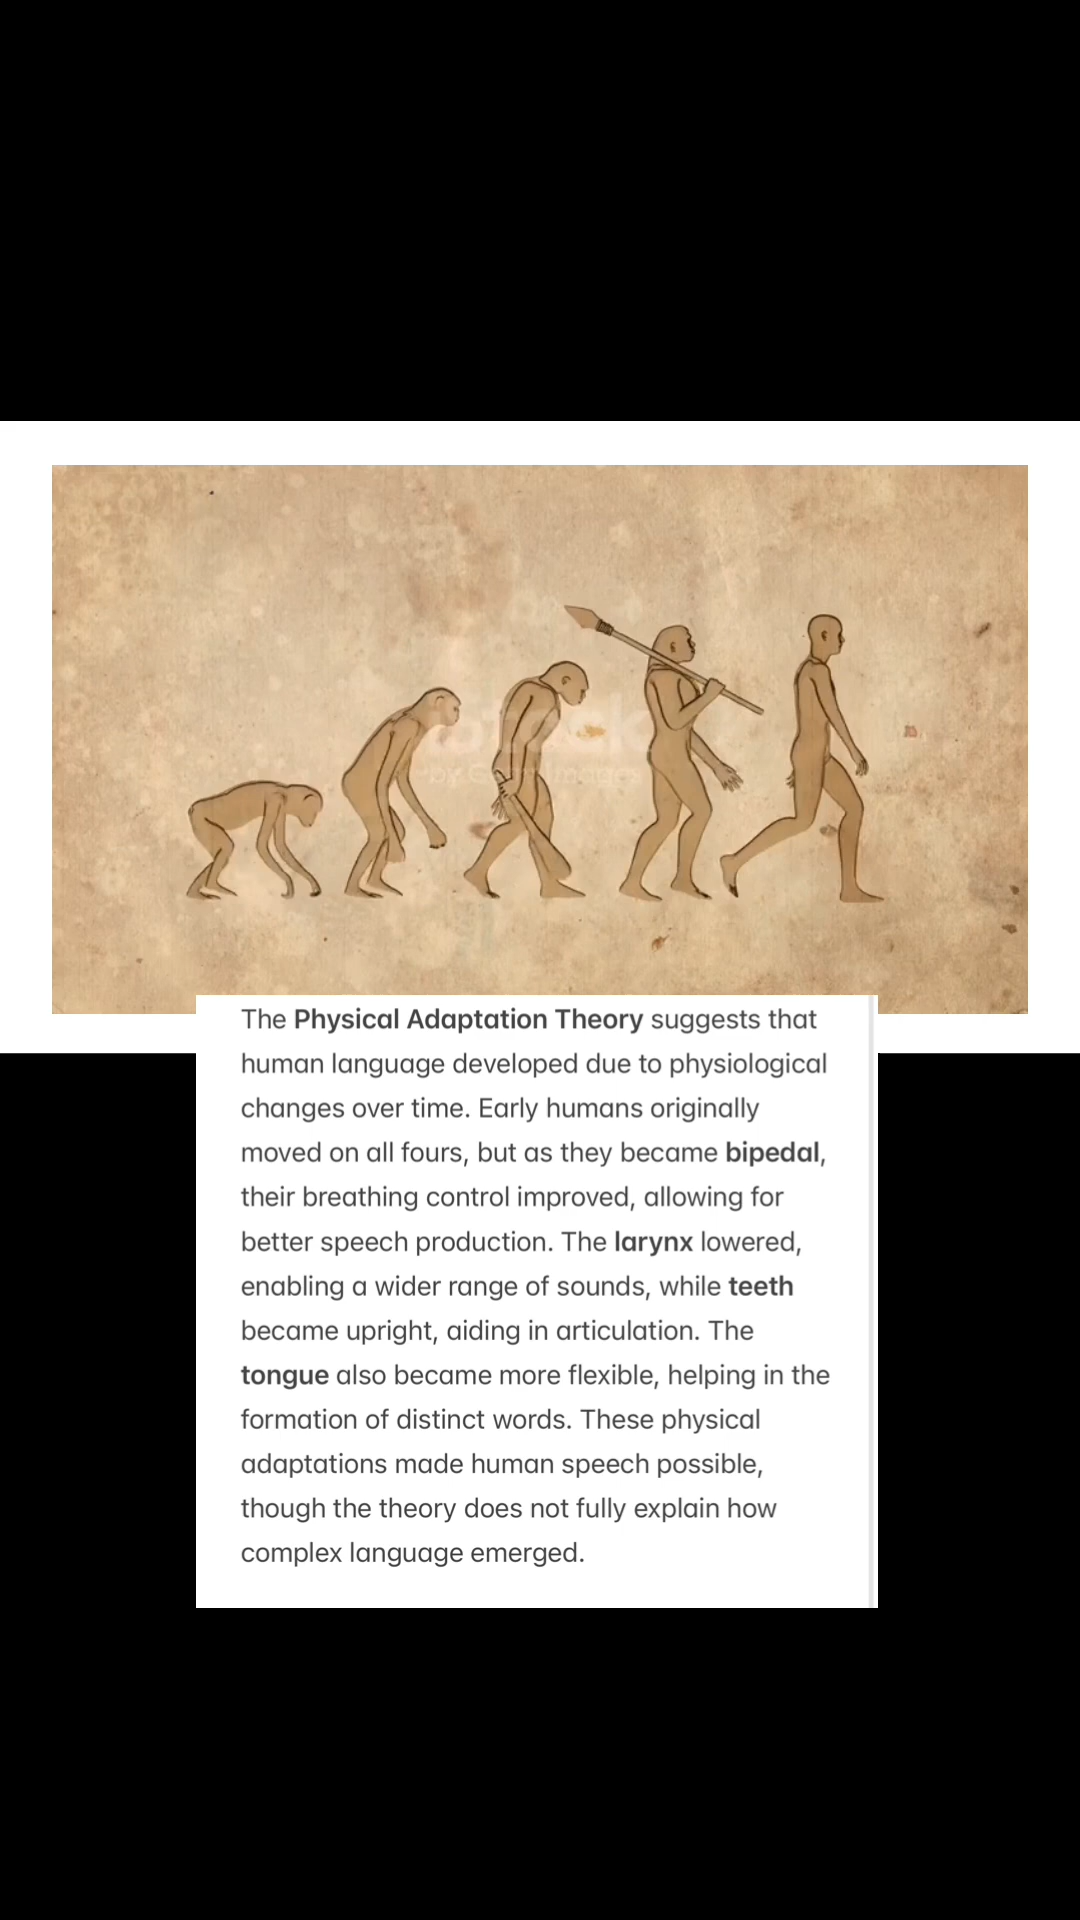 The Physical Adaptation Theory suggests that
human language developed due to physiological
changes over time. Early humans originally
moved on all fours, but as they became bipedal,
their breathing control improved, allowing for
better speech production. The larynx lowered,
enabling a wider range of sounds, while teeth
became upright, aiding in articulation. The
tongue also became more flexible, helping in the
formation of distinct words. These physical
adaptations made human speech possible,
though the theory does not fully explain how
complex language emerged.